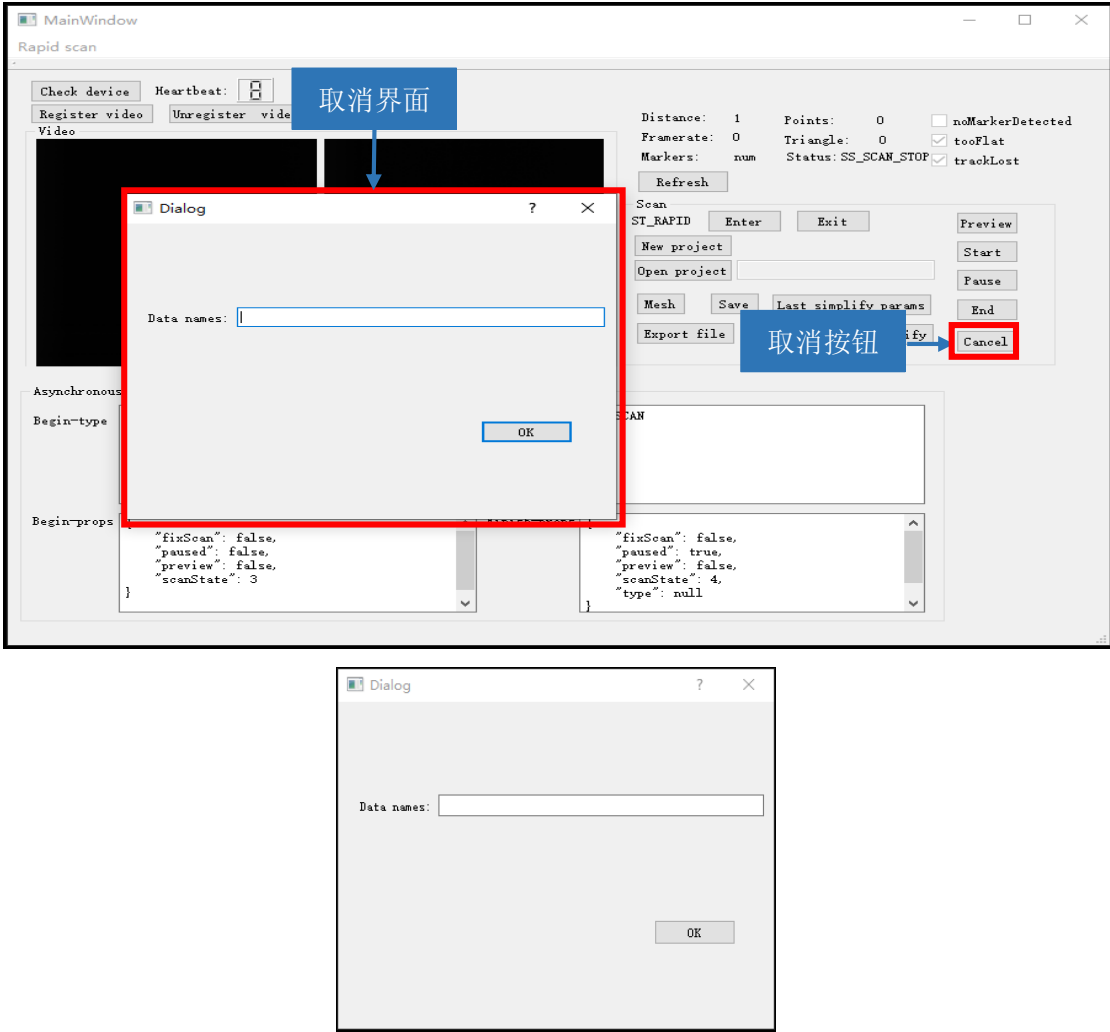 MainWindow
Rapid scan
Check device Heartbeat: 8
Register video Unregister vide
取消界面
Video
Distance: 1 Points: 0 noMarkerDetected
Framerate: 0 Triangle: 0 tooFlat
Markers: num Status: SS_SCAN_STOP trackLost
Refresh
Scan
ST_RAPID Enter Exit Preview
New project Start
Open project Pause
Mesh Save Last simplify params End
Export file ify Cancel
取消按钮
Dialog ?
Data names:
OK
Asynchronous
Begin-type
SCAN
Begin-props
}
"fixScan": false,
"paused": false,
"preview": false,
"scanState": 3
}
"fixScan": false,
"paused": true,
"preview": false,
"scanState": 4,
"type": null
}
Dialog ?
Data names:
OK